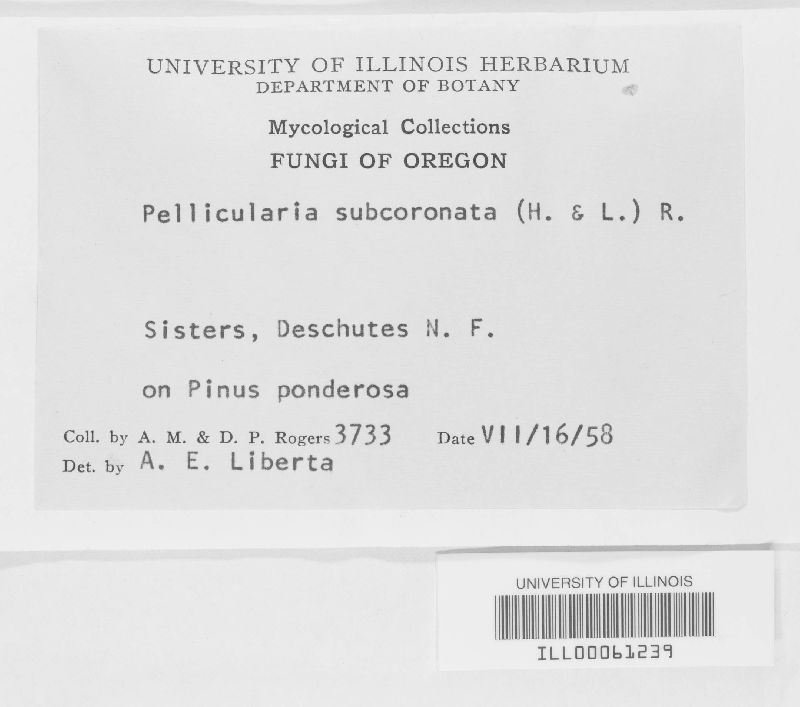 UNIVERSITY OF ILLINOIS HERBARIUM
DEPARTMENT OF BOTANY
Mycological Collections
FUNGI OF OREGON
Pellicularia subcoronata (H. & L.) R.
Sisters, Deschutes N. F.
on Pinus ponderosa
Coll. by A. M. & D. P. Rogers 3733 Date VII/16/58
Det. by A. E. Liberta
UNIVERSITY OF ILLINOIS
ILL00061239